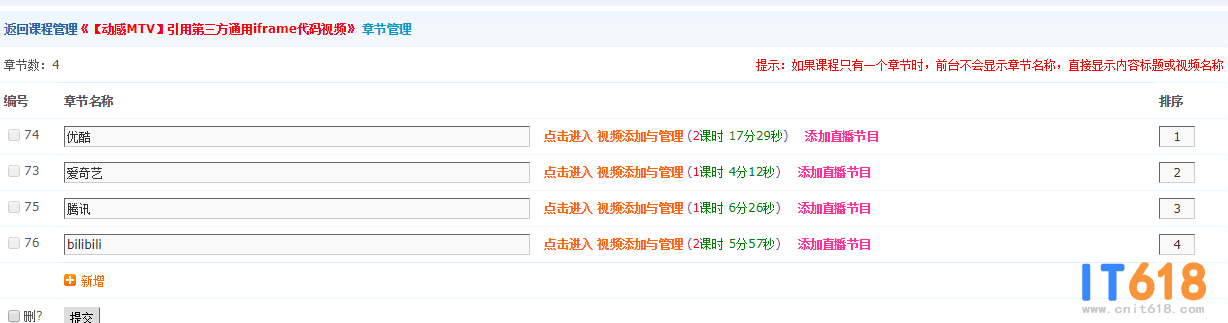 返回课程管理《【动感MTV】引用第三方通用iframe代码视频》 章节管理
章节数：4 提示：如果课程只有一个章节时，前台不会显示章节名称，直接显示内容标题或视频名称
编号 章节名称 排序
74 优酷 点击进入 视频添加与管理 (2课时 17分29秒) 添加直播节目 1
73 爱奇艺 点击进入 视频添加与管理 (1课时 4分12秒) 添加直播节目 2
75 腾讯 点击进入 视频添加与管理 (1课时 6分26秒) 添加直播节目 3
76 bilibili 点击进入 视频添加与管理 (2课时 5分57秒) 添加直播节目 4
新增
IT618
www.cnit618.com
删? 提交